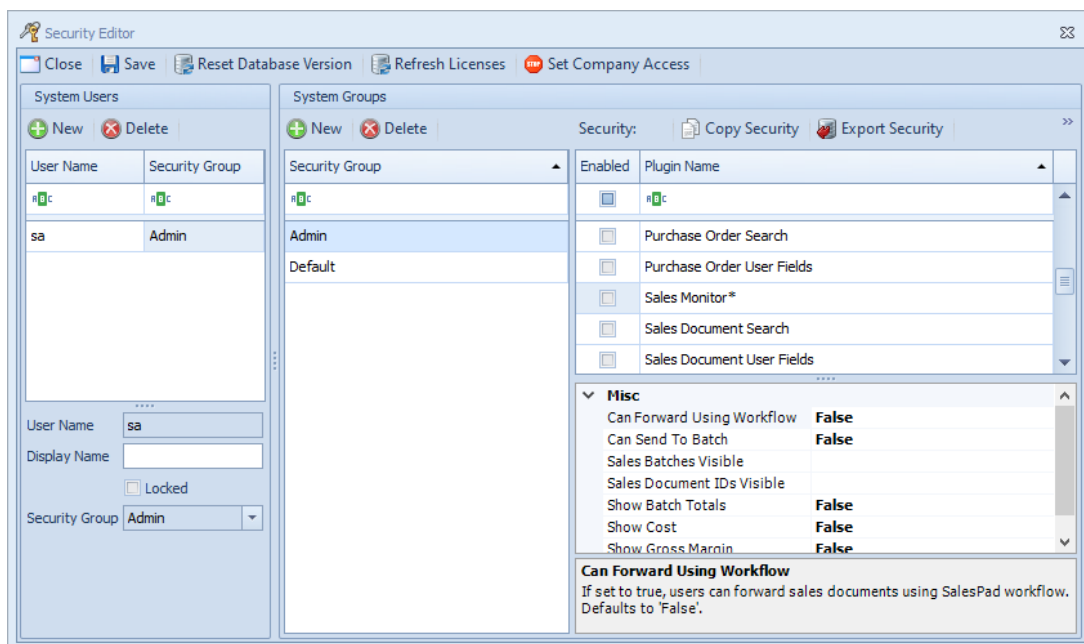 Security Editor
Close Save Reset Database Version Refresh Licenses STOP Set Company Access
System Users System Groups
New Delete New Delete Security: Copy Security Export Security »
User Name Security Group Security Group Enabled Plugin Name
ABC ABC ABC ABC
sa Admin Admin Purchase Order Search
Default Purchase Order User Fields
Sales Monitor*
Sales Document Search
Sales Document User Fields
Misc
User Name sa Can Forward Using Workflow False
Can Send To Batch False
Display Name Sales Batches Visible
Locked Sales Document IDs Visible
Security Group Admin Show Batch Totals False
Show Cost False
Show Gross Margin False
Can Forward Using Workflow
If set to true, users can forward sales documents using SalesPad workflow.
Defaults to 'False'.